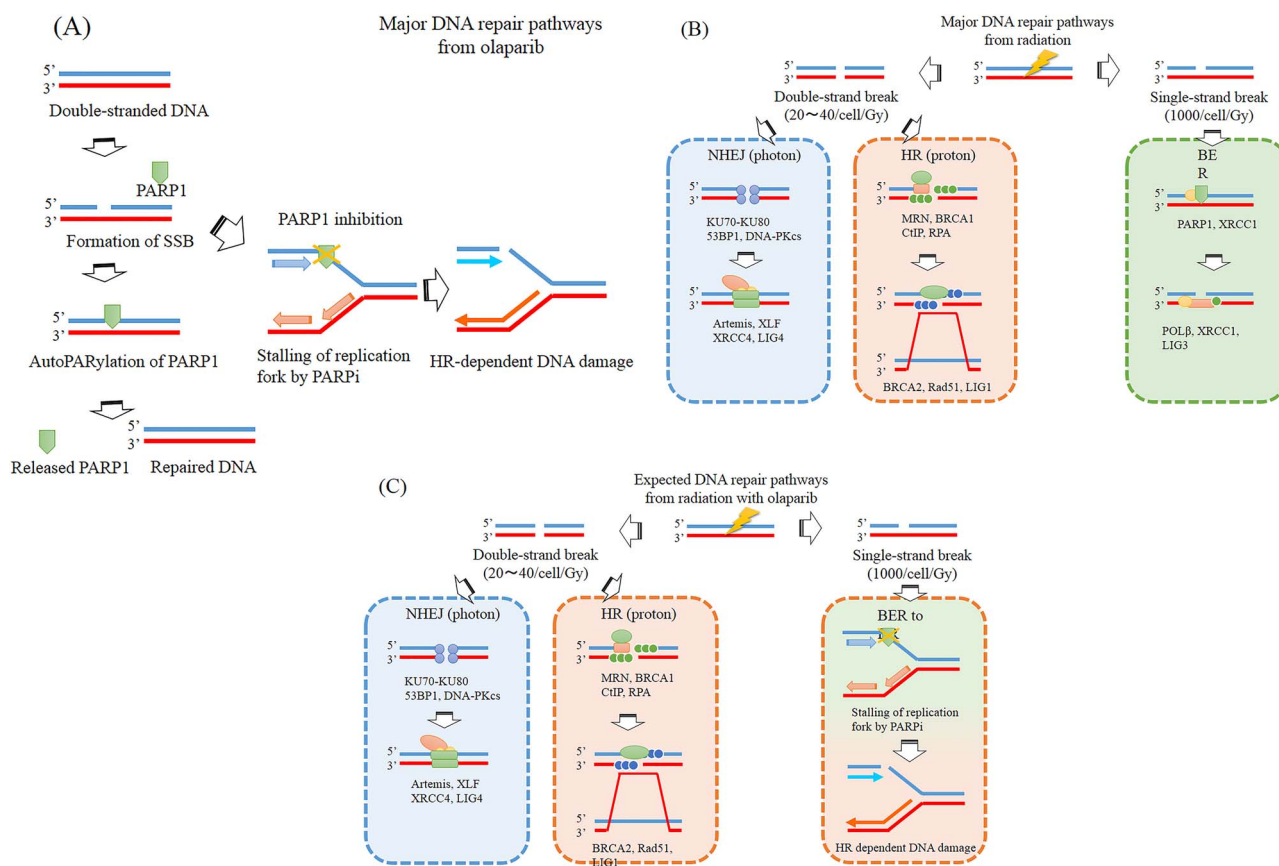 (A)
Major DNA repair pathways
from olaparib
5’
3’
Double-stranded DNA
PARP1
5’
3’
Formation of SSB
PARP1 inhibition
5’
3’
AutoPARylation of PARP1
Stalling of replication
fork by PARPi
HR-dependent DNA damage
5’
3’
Released PARP1
Repaired DNA
(B)
Major DNA repair pathways
from radiation
5’
3’
5’
3’
5’
3’
Double-strand break
(20～40/cell/Gy)
Single-strand break
(1000/cell/Gy)
NHEJ (photon)
5’
3’
KU70-KU80
53BP1, DNA-PKcs
5’
3’
Artemis, XLF
XRCC4, LIG4
HR (proton)
5’
3’
MRN, BRCA1
CtIP, RPA
5’
3’
5’
3’
BRCA2, Rad51, LIG1
BE
R
5’
3’
PARP1, XRCC1
5’
3’
POLβ, XRCC1,
LIG3
(C)
Expected DNA repair pathways
from radiation with olaparib
5’
3’
5’
3’
5’
3’
Double-strand break
(20～40/cell/Gy)
Single-strand break
(1000/cell/Gy)
NHEJ (photon)
5’
3’
KU70-KU80
53BP1, DNA-PKcs
5’
3’
Artemis, XLF
XRCC4, LIG4
HR (proton)
5’
3’
MRN, BRCA1
CtIP, RPA
5’
3’
5’
3’
BRCA2, Rad51,
LIG1
BER to
5’
3’
Stalling of replication
fork by PARPi
5’
3’
HR dependent DNA damage